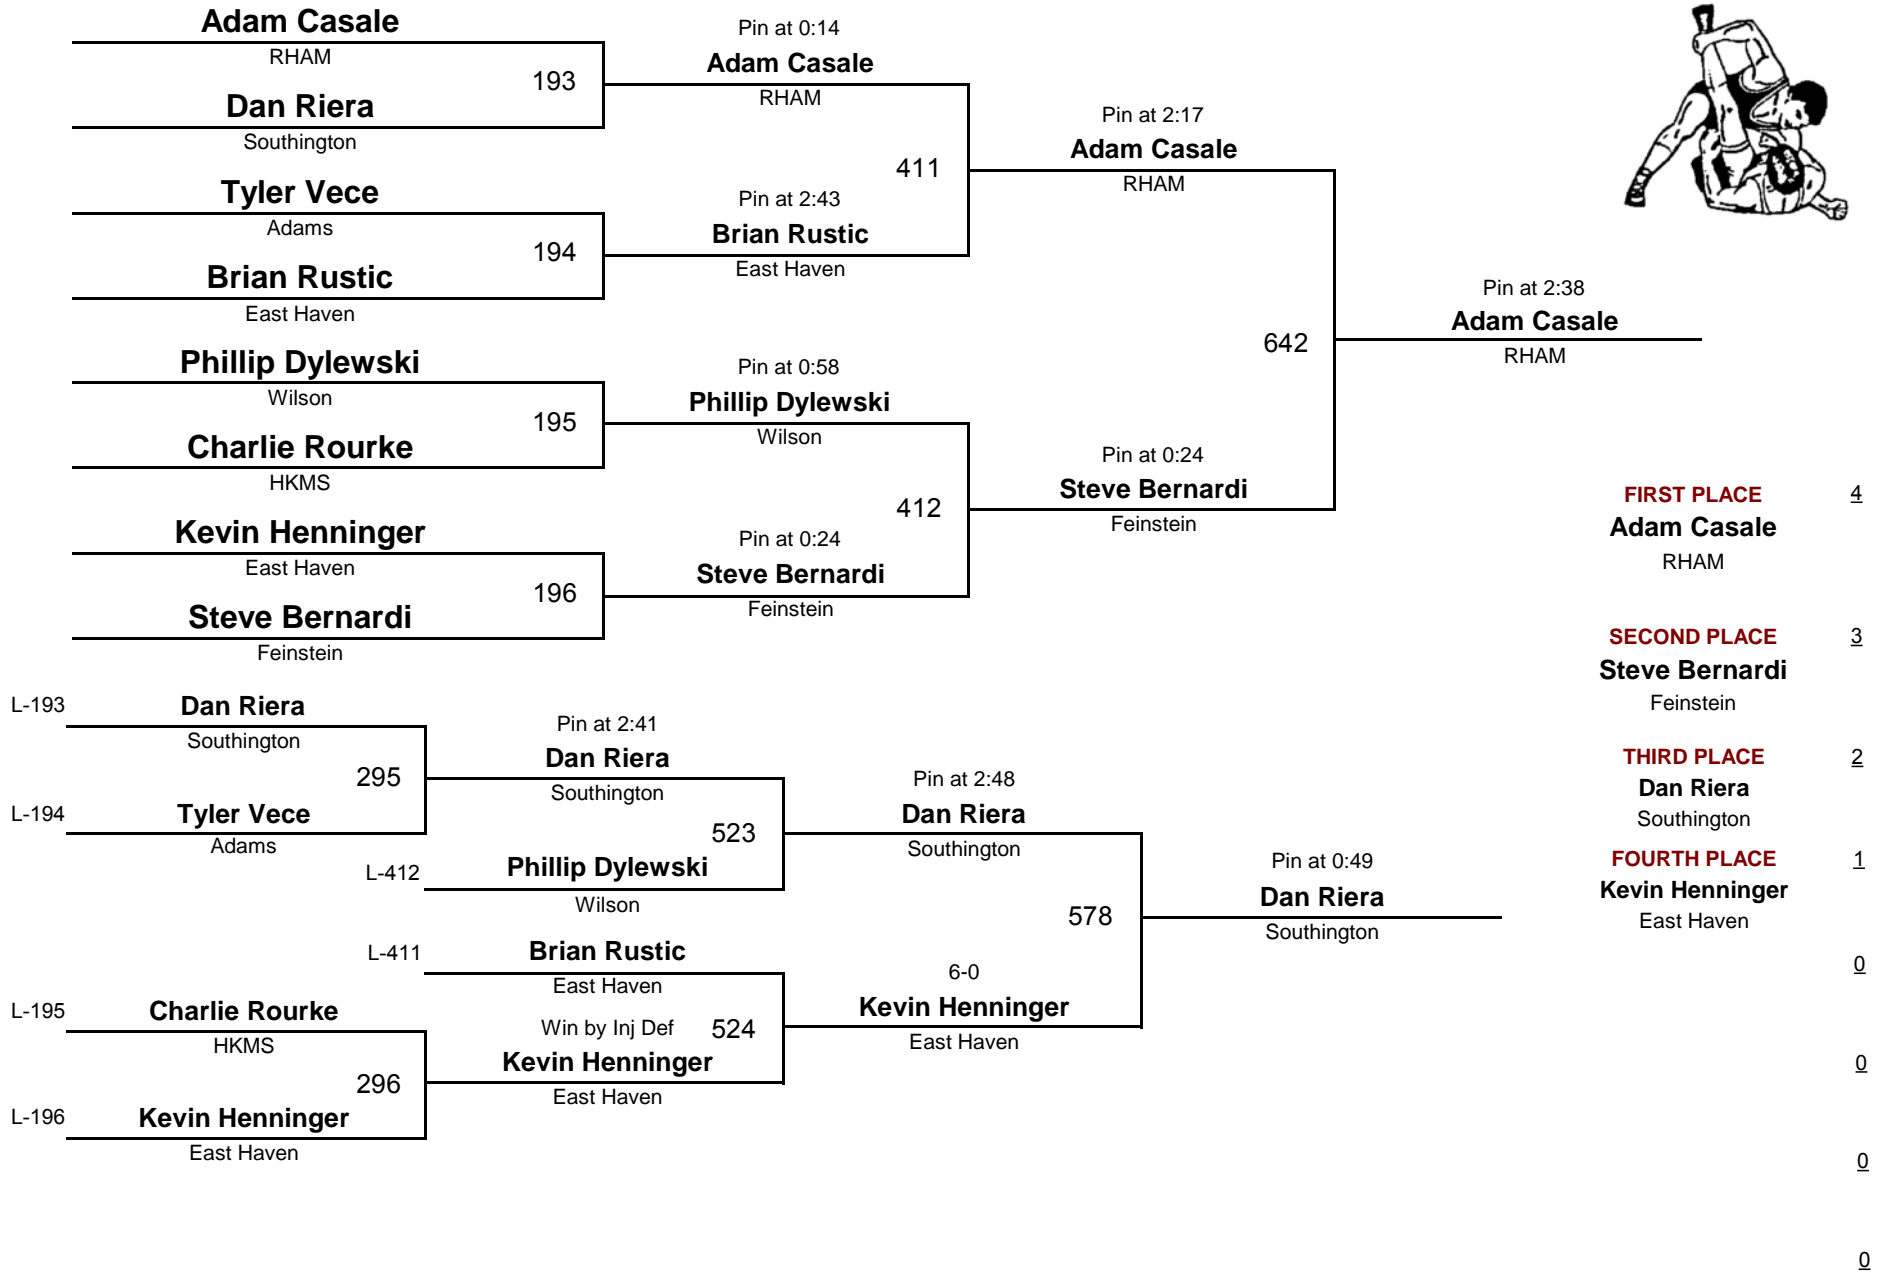 Adam Casale
RHAM
193
Dan Riera
Southington
Tyler Vece
Adams
194
Brian Rustic
East Haven
Phillip Dylewski
Wilson
195
Charlie Rourke
HKMS
Kevin Henninger
East Haven
196
Steve Bernardi
Feinstein
Pin at 0:14
Adam Casale
RHAM
411
Pin at 2:43
Brian Rustic
East Haven
Pin at 0:58
Phillip Dylewski
Wilson
412
Pin at 0:24
Steve Bernardi
Feinstein
Pin at 2:17
Adam Casale
RHAM
642
Pin at 0:24
Steve Bernardi
Feinstein
Pin at 2:38
Adam Casale
RHAM
FIRST PLACE 4
Adam Casale
RHAM
SECOND PLACE 3
Steve Bernardi
Feinstein
THIRD PLACE 2
Dan Riera
Southington
FOURTH PLACE 1
Kevin Henninger
East Haven
0
0
0
0
L-193 Dan Riera
Southington
295
L-194 Tyler Vece
Adams
Pin at 2:41
Dan Riera
Southington
523
L-412 Phillip Dylewski
Wilson
L-411 Brian Rustic
East Haven
L-195 Charlie Rourke
HKMS
296
L-196 Kevin Henninger
East Haven
Win by Inj Def 524
Kevin Henninger
East Haven
Pin at 2:48
Dan Riera
Southington
578
6-0
Kevin Henninger
East Haven
Pin at 0:49
Dan Riera
Southington